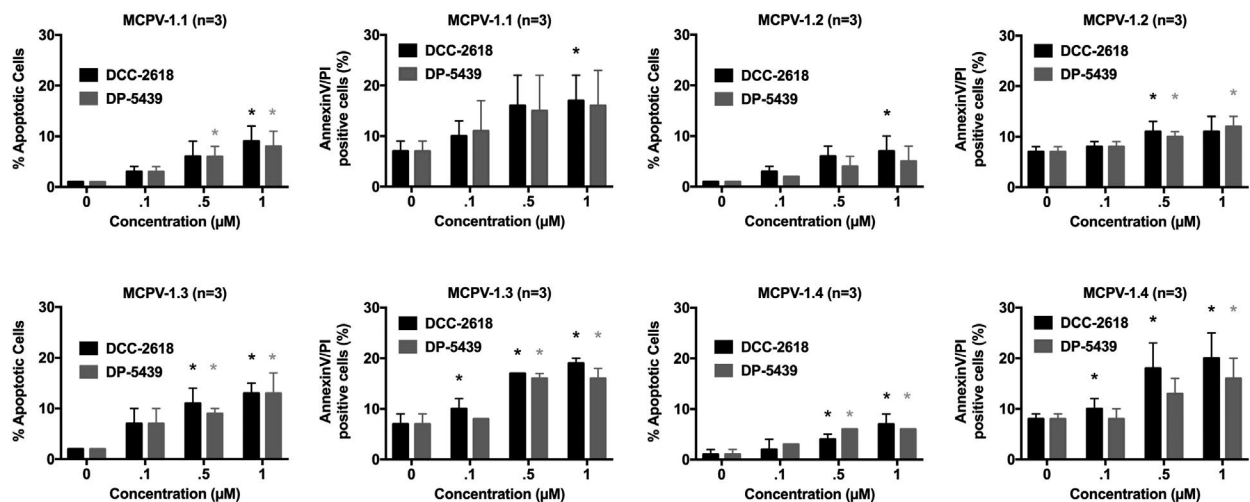 MCPV-1.1 (n=3)
% Apoptotic Cells
30
20
10
0
DCC-2618
DP-5439
*
*
*
0
.1
.5
1
Concentration (µM)
MCPV-1.1 (n=3)
AnnexinV/PI
positive cells (%)
30
20
10
0
DCC-2618
DP-5439
*
0
.1
.5
1
Concentration (µM)
MCPV-1.2 (n=3)
% Apoptotic Cells
30
20
10
0
DCC-2618
DP-5439
*
0
.1
.5
1
Concentration (µM)
MCPV-1.2 (n=3)
AnnexinV/PI
positive cells (%)
30
20
10
0
DCC-2618
DP-5439
*
*
*
0
.1
.5
1
Concentration (µM)
MCPV-1.3 (n=3)
% Apoptotic Cells
30
20
10
0
DCC-2618
DP-5439
*
*
*
*
0
.1
.5
1
Concentration (µM)
MCPV-1.3 (n=3)
AnnexinV/PI
positive cells (%)
30
20
10
0
DCC-2618
DP-5439
*
*
*
*
*
0
.1
.5
1
Concentration (µM)
MCPV-1.4 (n=3)
% Apoptotic Cells
30
20
10
0
DCC-2618
DP-5439
*
*
*
*
0
.1
.5
1
Concentration (µM)
MCPV-1.4 (n=3)
AnnexinV/PI
positive cells (%)
30
20
10
0
DCC-2618
DP-5439
*
*
*
*
0
.1
.5
1
Concentration (µM)